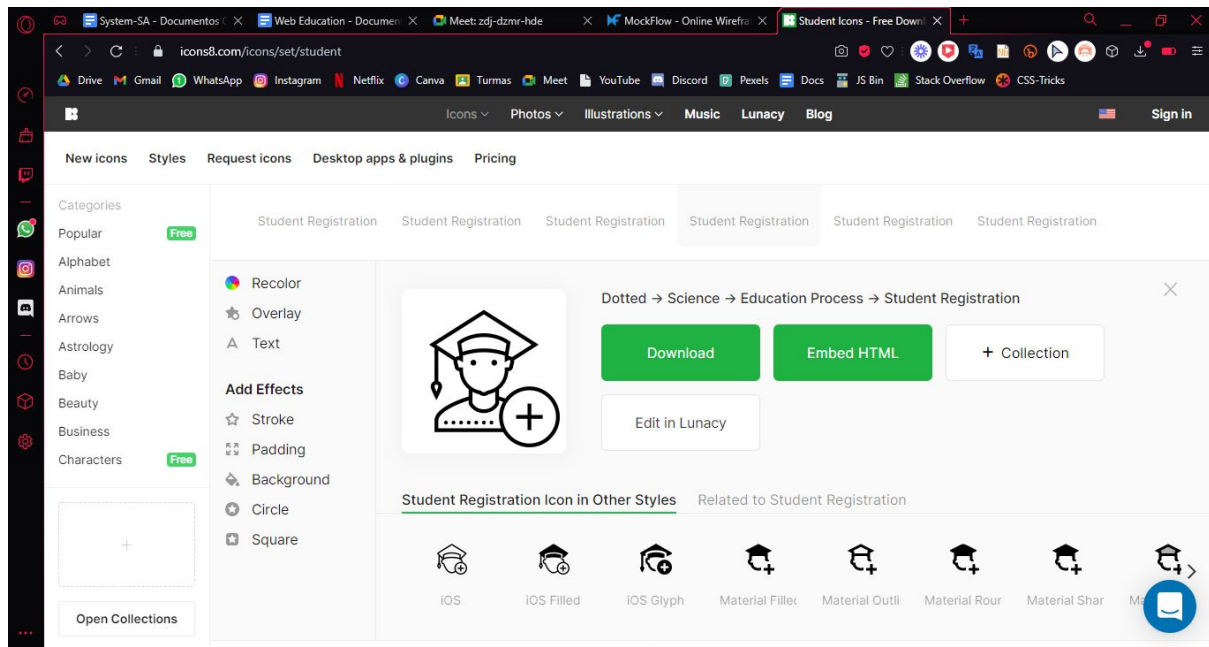 System-SA - Documentos G
Web Education - Documen
Meet: zdj-dzmr-hde
MockFlow - Online Wirefra
Student Icons - Free Downl
icons8.com/icons/set/student
Drive Gmail WhatsApp Instagram Netflix Canva Turmas Meet YouTube Discord Pexels Docs JS Bin Stack Overflow CSS-Tricks
Icons Photos Illustrations Music Lunacy Blog Sign in
New icons Styles Request icons Desktop apps & plugins Pricing
Categories
Popular Free
Alphabet
Animals
Arrows
Astrology
Baby
Beauty
Business
Characters Free
+
Open Collections
Student Registration Student Registration Student Registration Student Registration Student Registration Student Registration
Recolor
Overlay
A Text
Add Effects
Stroke
Padding
Background
Circle
Square
Dotted → Science → Education Process → Student Registration
Download Embed HTML + Collection
Edit in Lunacy
Student Registration Icon in Other Styles Related to Student Registration
iOS iOS Filled iOS Glyph Material Filled Material Outli Material Rour Material Shar Ma